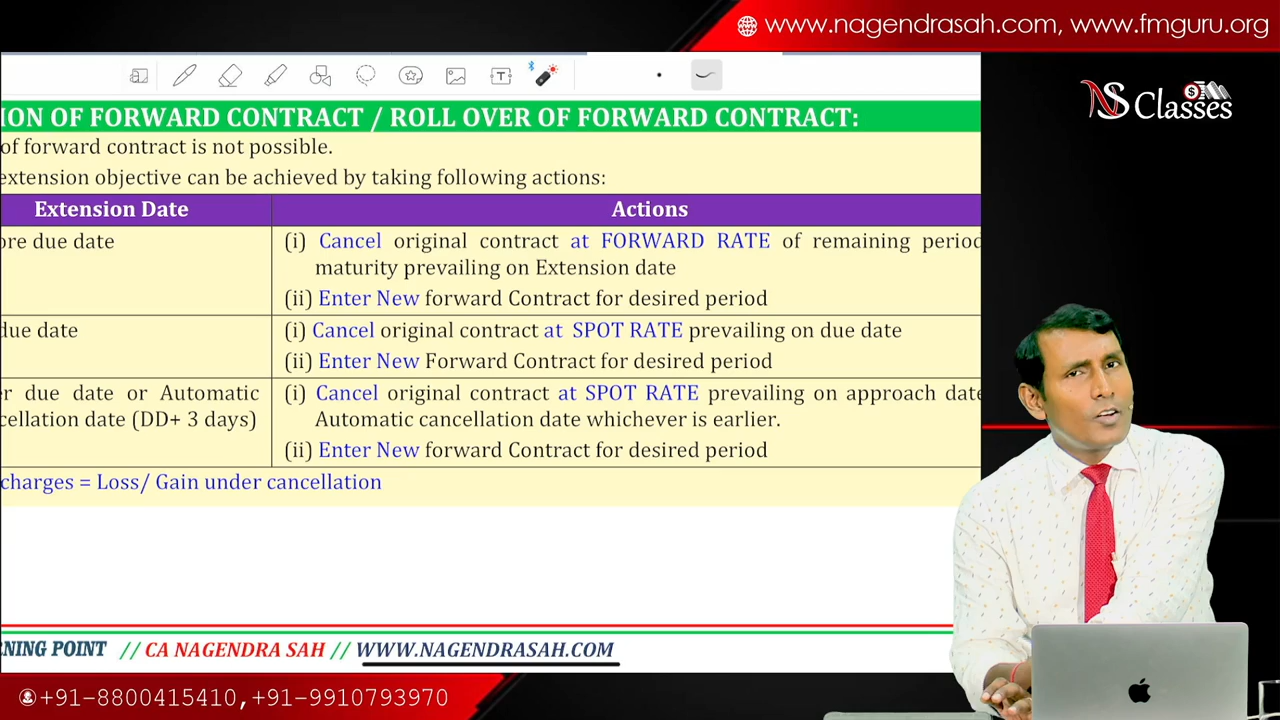 www.nagendrasah.com, www.fmguru.org
NS Classes
ION OF FORWARD CONTRACT / ROLL OVER OF FORWARD CONTRACT:
of forward contract is not possible.
extension objective can be achieved by taking following actions:
Extension Date
Actions
ore due date
(i) Cancel original contract at FORWARD RATE of remaining period
maturity prevailing on Extension date
(ii) Enter New forward Contract for desired period
due date
(i) Cancel original contract at SPOT RATE prevailing on due date
(ii) Enter New Forward Contract for desired period
er due date or Automatic
cellation date (DD+ 3 days)
(i) Cancel original contract at SPOT RATE prevailing on approach date
Automatic cancellation date whichever is earlier.
(ii) Enter New forward Contract for desired period
charges = Loss/ Gain under cancellation
RNING POINT // CA NAGENDRA SAH // WWW.NAGENDRASAH.COM
+91-8800415410,+91-9910793970